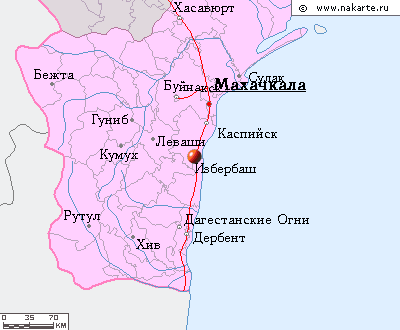 © www.nakarte.ru
Хасавюрт
Бежта
Сулак
Буйнакск
Махачкала
Гуниб
Каспийск
Леваши
Кумух
Избербаш
Рутул
Дагестанские Огни
Хив
Дербент
0 35 70
КМ